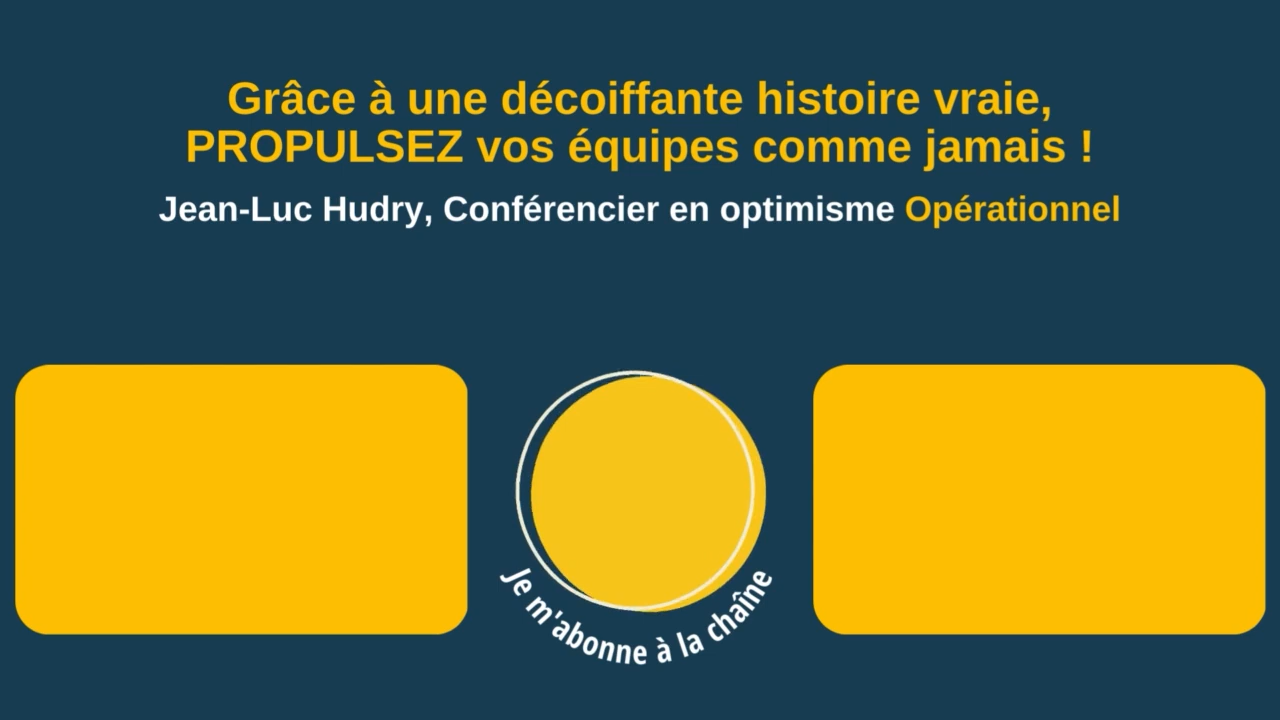 Grâce à une décoiffante histoire vraie,
PROPULSEZ vos équipes comme jamais !
Jean-Luc Hudry, Conférencier en optimisme Opérationnel
Je m'abonne à la chaîne